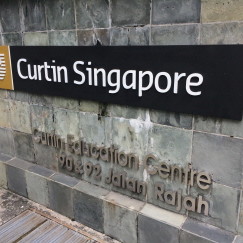 Curtin Singapore
Curtin Education Centre
90 & 92 Jalan Rajah